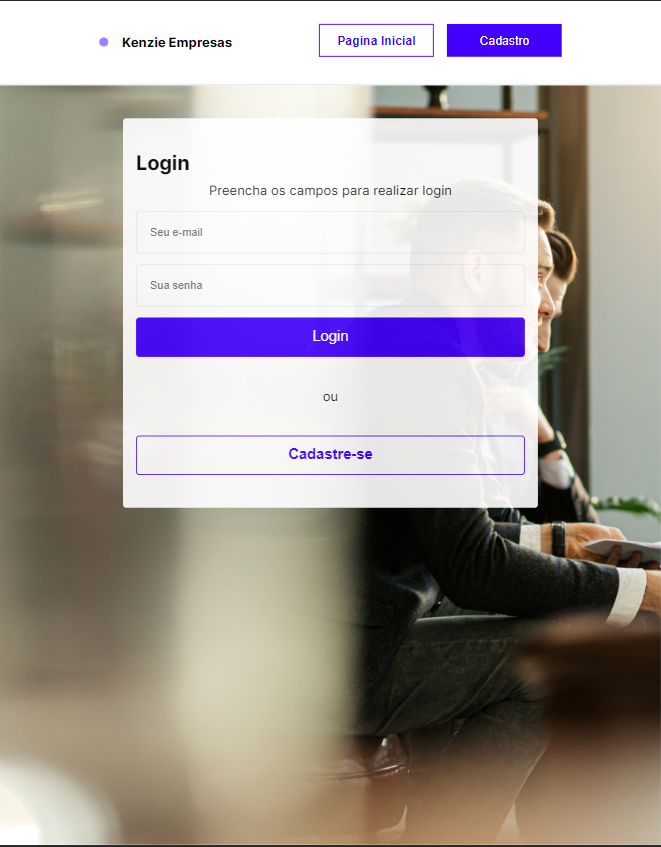 Kenzie Empresas
Pagina Inicial
Cadastro
Login
Preencha os campos para realizar login
Seu e-mail
Sua senha
Login
ou
Cadastre-se